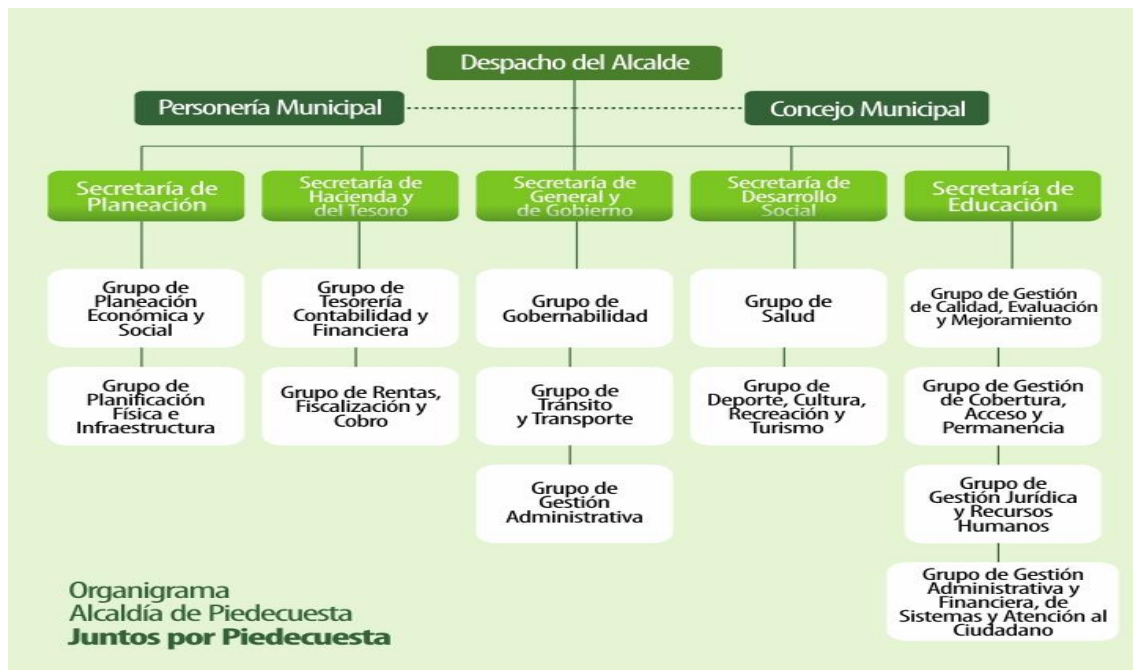 Despacho del Alcalde
Personería Municipal
Concejo Municipal
Secretaría de
Planeación
Secretaría de
Hacienda y
del Tesoro
Secretaría de
General y
de Gobierno
Secretaría de
Desarrollo
Social
Secretaría de
Educación
Grupo de
Planeación
Económica y
Social
Grupo de
Tesorería
Contabilidad y
Financiera
Grupo de
Gobernabilidad
Grupo de
Salud
Grupo de Gestión
de Calidad, Evaluación
y Mejoramiento
Grupo de
Planificación
Física e
Infraestructura
Grupo de Rentas,
Fiscalización y
Cobro
Grupo de
Tránsito
y Transporte
Grupo de
Deporte, Cultura,
Recreación y
Turismo
Grupo de Gestión
de Cobertura,
Acceso y
Permanencia
Grupo de
Gestión
Administrativa
Grupo de
Gestión Jurídica
y Recursos
Humanos
Grupo de Gestión
Administrativa y
Financiera, de
Sistemas y Atención al
Ciudadano
Organigrama
Alcaldía de Piedecuesta
Juntos por Piedecuesta